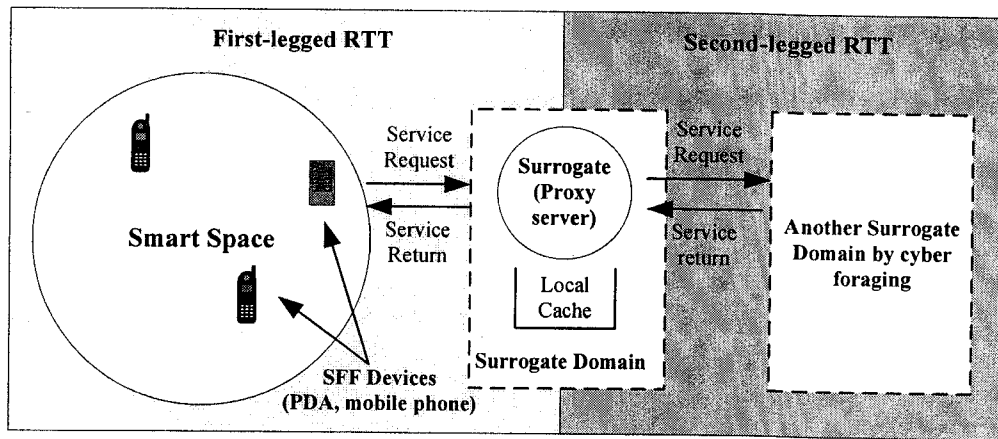 First-legged RTT
Second-legged RTT
Service
Request
Service
Return
Smart Space
SFF Devices
(PDA, mobile phone)
Surrogate
(Proxy
server)
Local
Cache
Surrogate Domain
Service
Request
Service
return
Another Surrogate
Domain by cyber
foraging